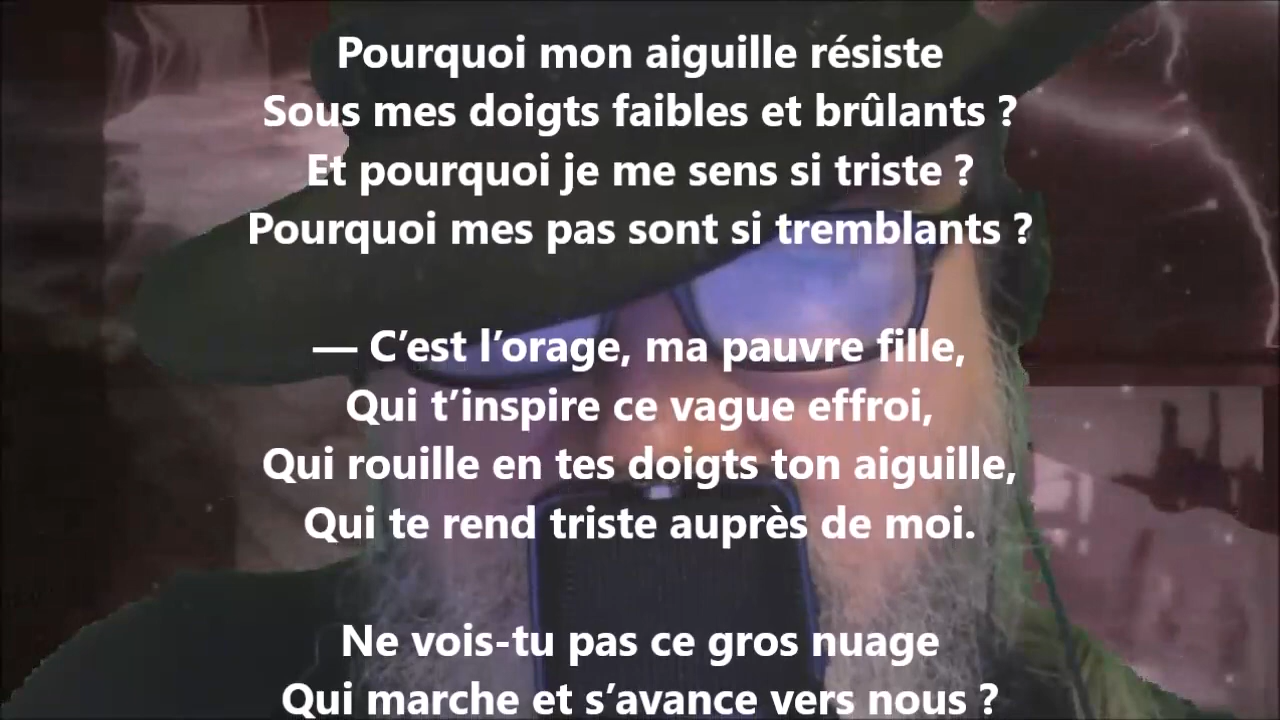 Pourquoi mon aiguille résiste
Sous mes doigts faibles et brûlants ?
Et pourquoi je me sens si triste ?
Pourquoi mes pas sont si tremblants ?
— C’est l’orage, ma pauvre fille,
Qui t’inspire ce vague effroi,
Qui rouille en tes doigts ton aiguille,
Qui te rend triste auprès de moi.
Ne vois-tu pas ce gros nuage
Qui marche et s’avance vers nous ?